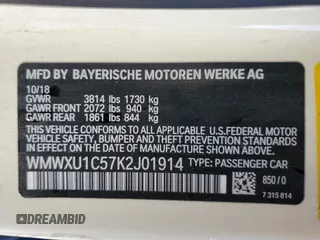 MFD BY BAYERISCHE MOTOREN WERKE AG
10/18
GVWR 3814 lbs 1730 kg
GAWR FRONT 2072 lbs 940 kg
GAWR REAR 1861 lbs 844 kg
THIS VEHICLE CONFORMS TO ALL APPLICABLE U.S. FEDERAL MOTOR
VEHICLE SAFETY, BUMPER AND THEFT PREVENTION STANDARDS
IN EFFECT ON THE DATE OF MANUFACTURE SHOWN ABOVE.
WMWXU1C57K2J01914 TYPE: PASSENGER CAR
850/0
7 315 814
© DRIAMBID